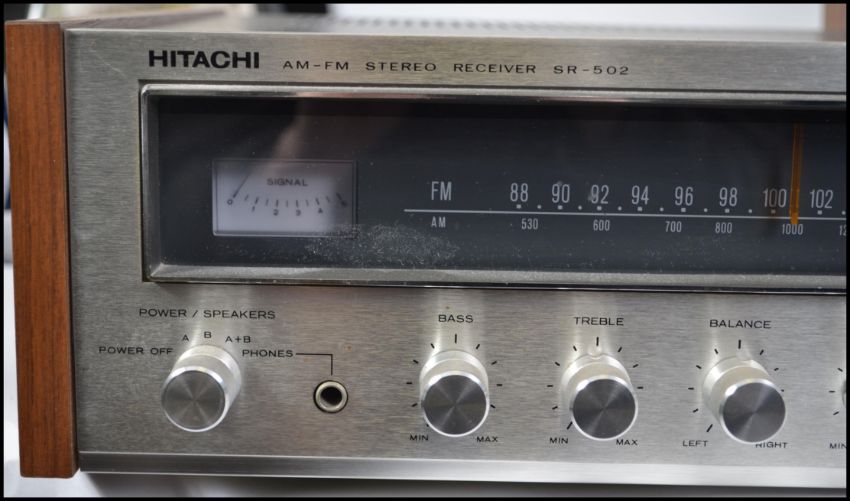 HITACHI AM-FM STEREO RECEIVER SR-502
SIGNAL
0 1 2 3 4 5
FM 88 90 92 94 96 98 100 102
AM 530 600 700 800 1000
POWER / SPEAKERS
POWER OFF A B A+B
PHONES
BASS
MIN MAX
TREBLE
MIN MAX
BALANCE
LEFT RIGHT